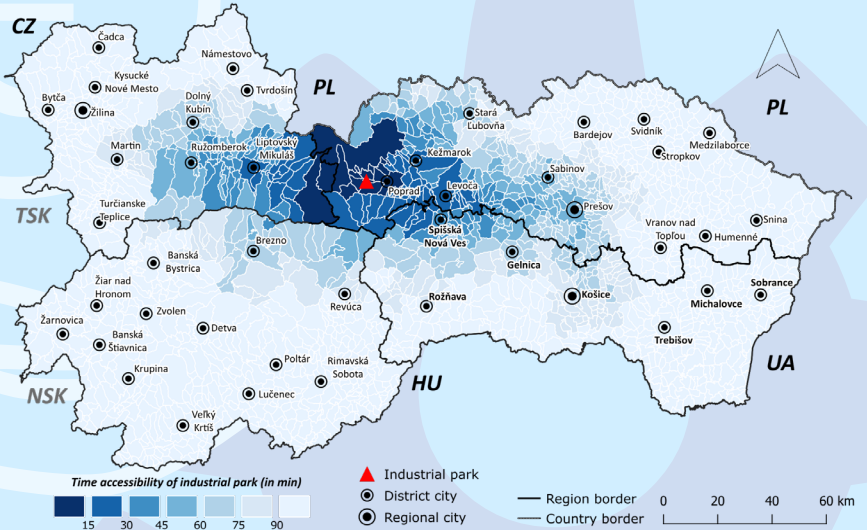 CZ
Čadca
Námestovo
Kysucké
Nové Mesto
Tvrdošín
PL
Bytča
Žilina
Dolný
Kubín
Stará
Ľubovňa
PL
Bardejov
Svidník
Medzilaborce
Stropkov
Martin
Ružomberok
Liptovský
Mikuláš
Kežmarok
Sabinov
Poprad
Levoča
Prešov
TSK
Turčianske
Teplice
Spišská
Nová Ves
Vranov nad
Topľou
Humenné
Snina
Brezno
Banská
Bystrica
Gelnica
Žiar nad
Hronom
Revúca
Rožňava
Košice
Michalovce
Sobrance
Žarnovica
Zvolen
Detva
Trebišov
Banská
Štiavnica
Krupina
Poltár
Rimavská
Sobota
HU
UA
NSK
Lučenec
Veľký
Krtíš
Time accessibility of industrial park (in min)
15 30 45 60 75 90
Industrial park
District city
Regional city
Region border
Country border
0 20 40 60 km